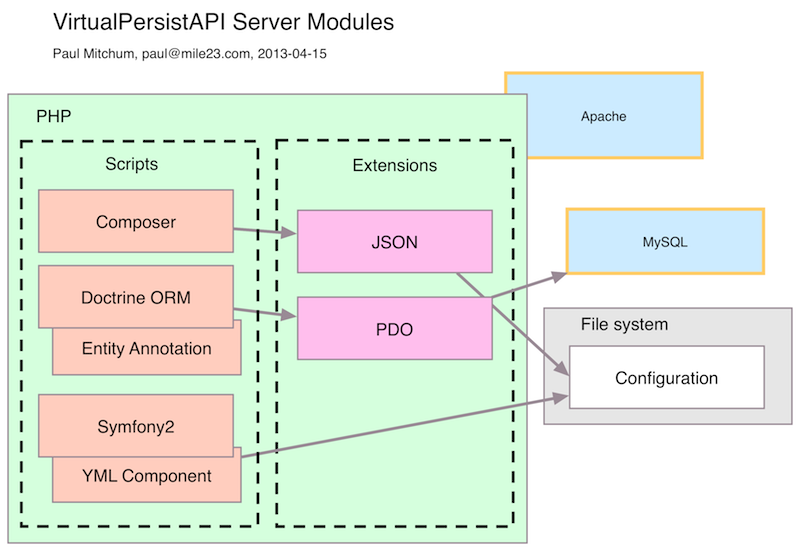 VirtualPersistAPI Server Modules
Paul Mitchum, paul@mile23.com, 2013-04-15
PHP
Apache
Scripts
Extensions
Composer
JSON
MySQL
Doctrine ORM
Entity Annotation
PDO
File system
Configuration
Symfony2
YML Component